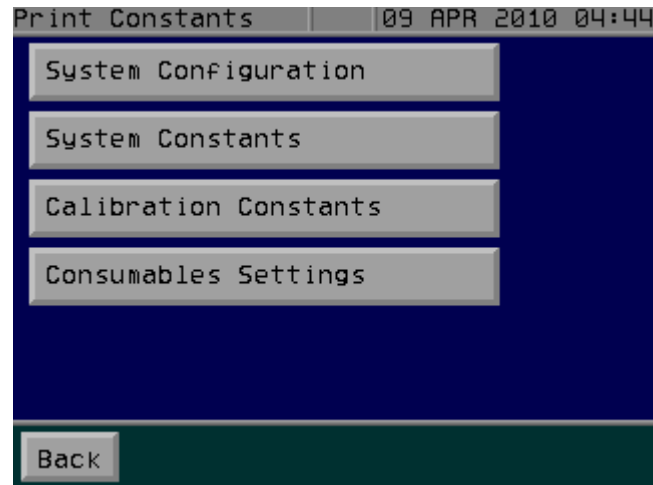 Print Constants 09 APR 2010 04:44
System Configuration
System Constants
Calibration Constants
Consumables Settings
Back